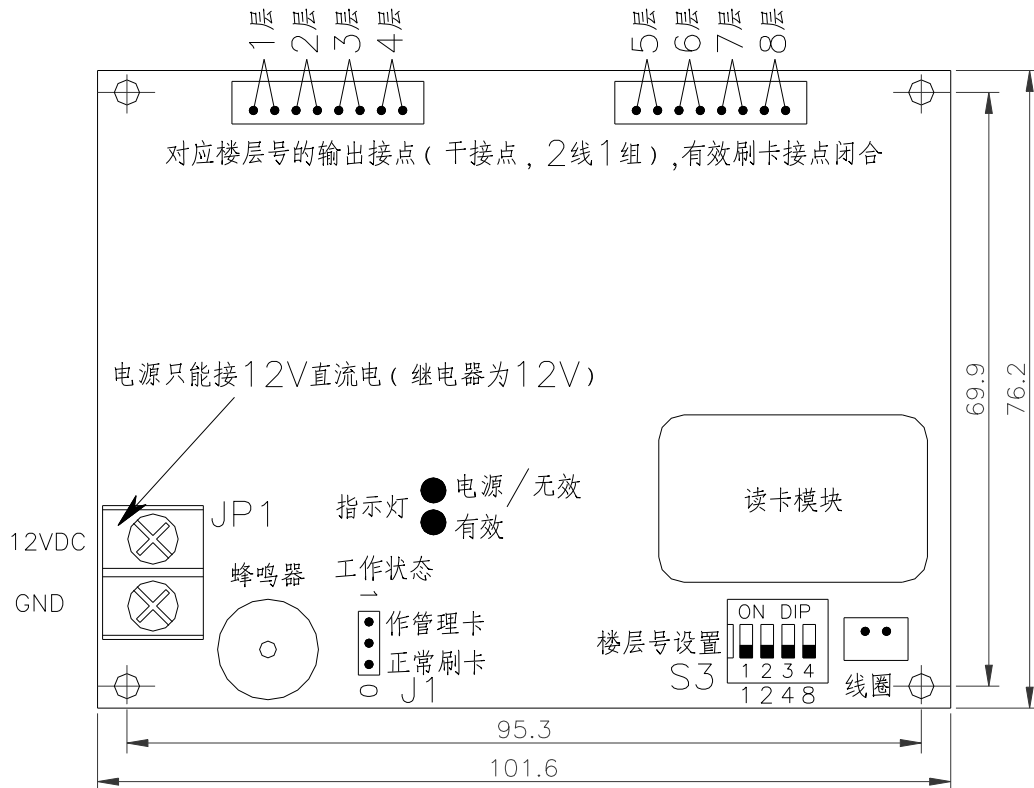 1层 2层 3层 4层 5层 6层 7层 8层
对应楼层号的输出接点（干接点，2线1组）,有效刷卡接点闭合
69.9
76.2
电源只能接12V直流电（继电器为12V）
指示灯
电源/无效
有效
读卡模块
JP1
12VDC
GND
蜂鸣器
工作状态
1
作管理卡
正常刷卡
0
J1
楼层号设置
S3
ON DIP
1 2 3 4
1 2 4 8
线圈
95.3
101.6